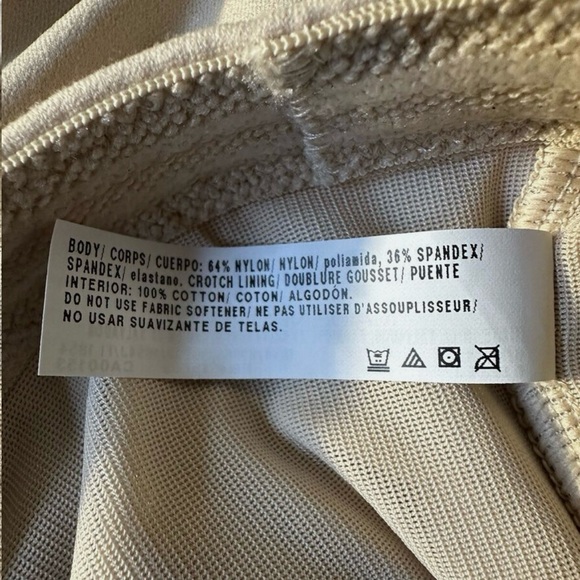 BODY/ CORPS/ CUERPO: 64% NYLON/ NYLON/ poliamida, 36% SPANDEX/
SPANDEX/ elastano. CROTCH LINING/ DOUBLURE GOUSSET/ PUENTE
INTERIOR: 100% COTTON/ COTON/ ALGODÓN.
DO NOT USE FABRIC SOFTENER/ NE PAS UTILISER D'ASSOUPLISSEUR/
NO USAR SUAVIZANTE DE TELAS.